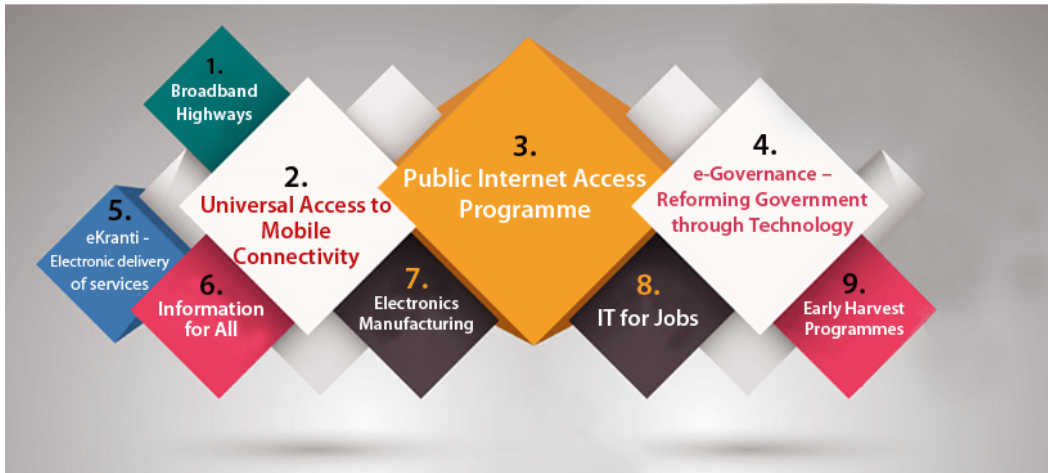 1.
Broadband
Highways
2.
Universal Access to
Mobile
Connectivity
3.
Public Internet Access
Programme
4.
e-Governance –
Reforming Government
through Technology
5.
eKranti -
Electronic delivery
of services
6.
Information
for All
7.
Electronics
Manufacturing
8.
IT for Jobs
9.
Early Harvest
Programmes